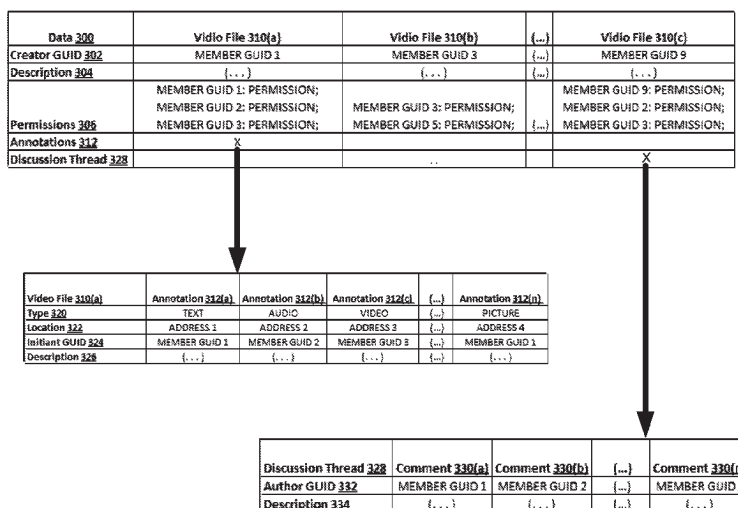 Data 300 Vidio File 310(a) Vidio File 310(b) {...} Vidio File 310(c)
Creator GUID 302 MEMBER GUID 1 MEMBER GUID 3 {...} MEMBER GUID 9
Description 304 {...} {...} {...} {...}
MEMBER GUID 1: PERMISSION; MEMBER GUID 9: PERMISSION;
MEMBER GUID 2: PERMISSION; MEMBER GUID 3: PERMISSION; MEMBER GUID 2: PERMISSION;
Permissions 306 MEMBER GUID 3: PERMISSION; MEMBER GUID 5: PERMISSION; {...} MEMBER GUID 3: PERMISSION;
Annotations 312 X
Discussion Thread 328 .. X
Video File 310(a) Annotation 312(a) Annotation 312(b) Annotation 312(c) {...} Annotation 312(n)
Type 320 TEXT AUDIO VIDEO {...} PICTURE
Location 322 ADDRESS 1 ADDRESS 2 ADDRESS 3 {...} ADDRESS 4
Initiant GUID 324 MEMBER GUID 1 MEMBER GUID 2 MEMBER GUID 3 {...} MEMBER GUID 1
Description 326 {...} {...} {...} {...} {...}
Discussion Thread 328 Comment 330(a) Comment 330(b) {...} Comment
Author GUID 332 MEMBER GUID 1 MEMBER GUID 2 {...} MEMBER GUID
Description 334 {...} {...} {...} {...}